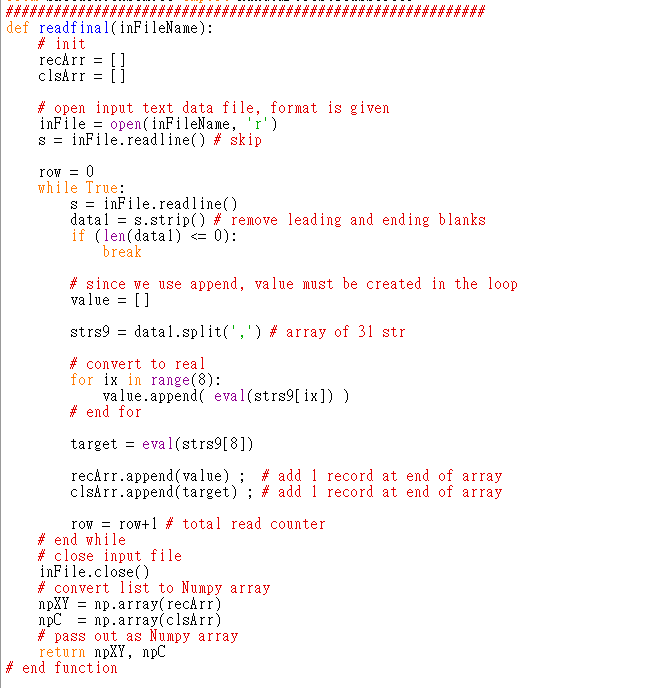 ##############################################################
def readfinal(inFileName):
    # init
    recArr = []
    clsArr = []

    # open input text data file, format is given
    inFile = open(inFileName, 'r')
    s = inFile.readline() # skip

    row = 0
    while True:
        s = inFile.readline()
        data1 = s.strip() # remove leading and ending blanks
        if (len(data1) <= 0):
            break

        # since we use append, value must be created in the loop
        value = []

        strs9 = data1.split(',') # array of 31 str

        # convert to real
        for ix in range(8):
            value.append( eval(strs9[ix]) )
        # end for

        target = eval(strs9[8])

        recArr.append(value) ;  # add 1 record at end of array
        clsArr.append(target) ; # add 1 record at end of array

        row = row+1 # total read counter
    # end while
    # close input file
    inFile.close()
    # convert list to Numpy array
    npXY = np.array(recArr)
    npC  = np.array(clsArr)
    # pass out as Numpy array
    return npXY, npC
# end function